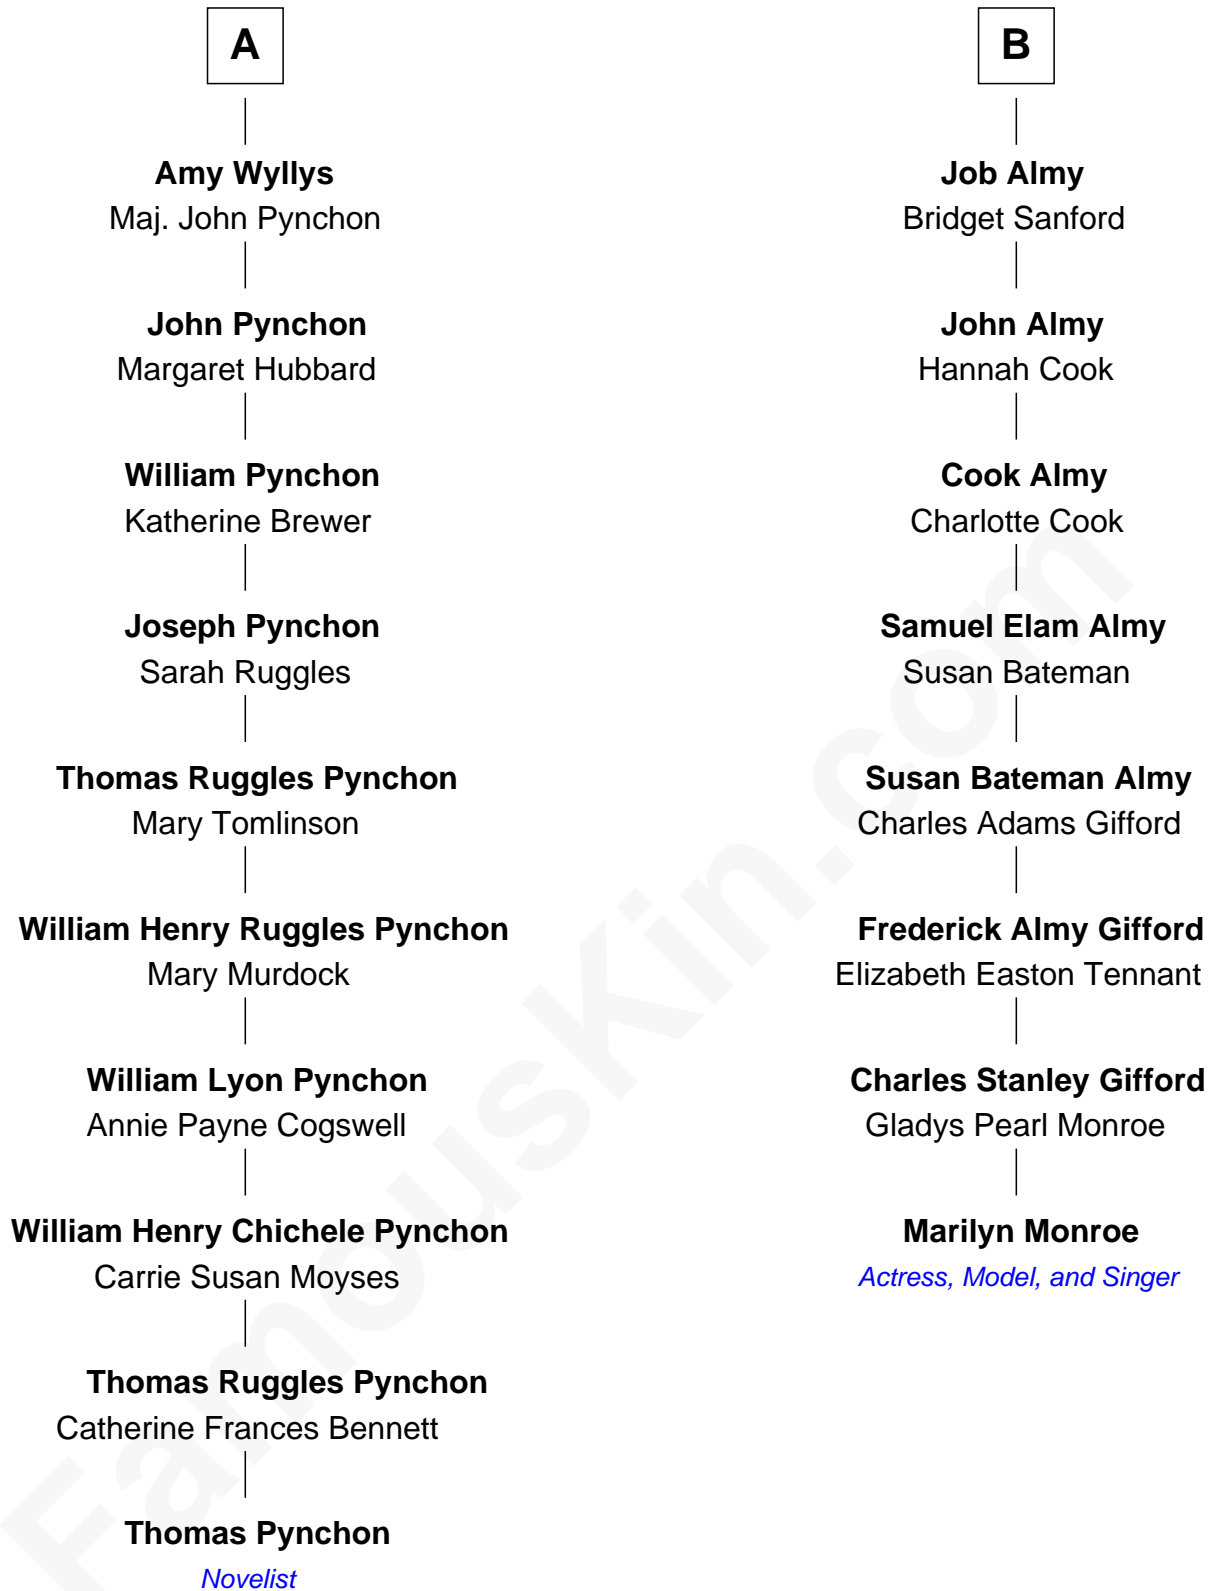 A
Amy Wyllys
Maj. John Pynchon
John Pynchon
Margaret Hubbard
William Pynchon
Katherine Brewer
Joseph Pynchon
Sarah Ruggles
Thomas Ruggles Pynchon
Mary Tomlinson
William Henry Ruggles Pynchon
Mary Murdock
William Lyon Pynchon
Annie Payne Cogswell
William Henry Chichele Pynchon
Carrie Susan Moyses
Thomas Ruggles Pynchon
Catherine Frances Bennett
Thomas Pynchon
Novelist
B
Job Almy
Bridget Sanford
John Almy
Hannah Cook
Cook Almy
Charlotte Cook
Samuel Elam Almy
Susan Bateman
Susan Bateman Almy
Charles Adams Gifford
Frederick Almy Gifford
Elizabeth Easton Tennant
Charles Stanley Gifford
Gladys Pearl Monroe
Marilyn Monroe
Actress, Model, and Singer
FamousKin.com